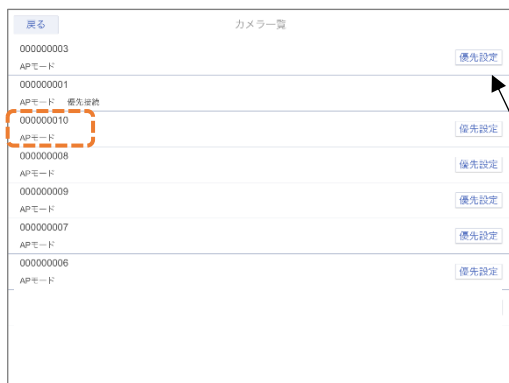 戻る カメラ一覧
000000003
APモード 優先設定
000000001
APモード 優先接続
000000010
APモード 優先設定
000000008
APモード 優先設定
000000009
APモード 優先設定
000000007
APモード 優先設定
000000006
APモード 優先設定